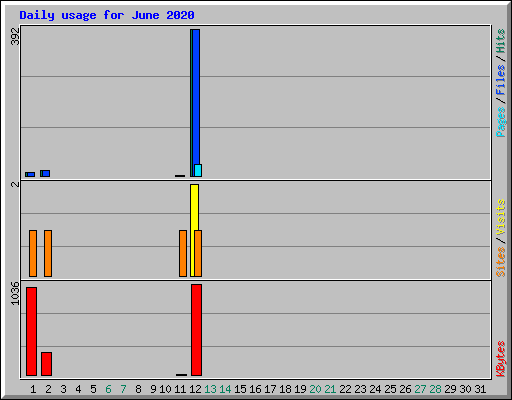 Daily usage for June 2020
392
Pages / Files / Hits
2
Sites / Visits
1036
KBytes
1 2 3 4 5 6 7 8 9 10 11 12 13 14 15 16 17 18 19 20 21 22 23 24 25 26 27 28 29 30 31